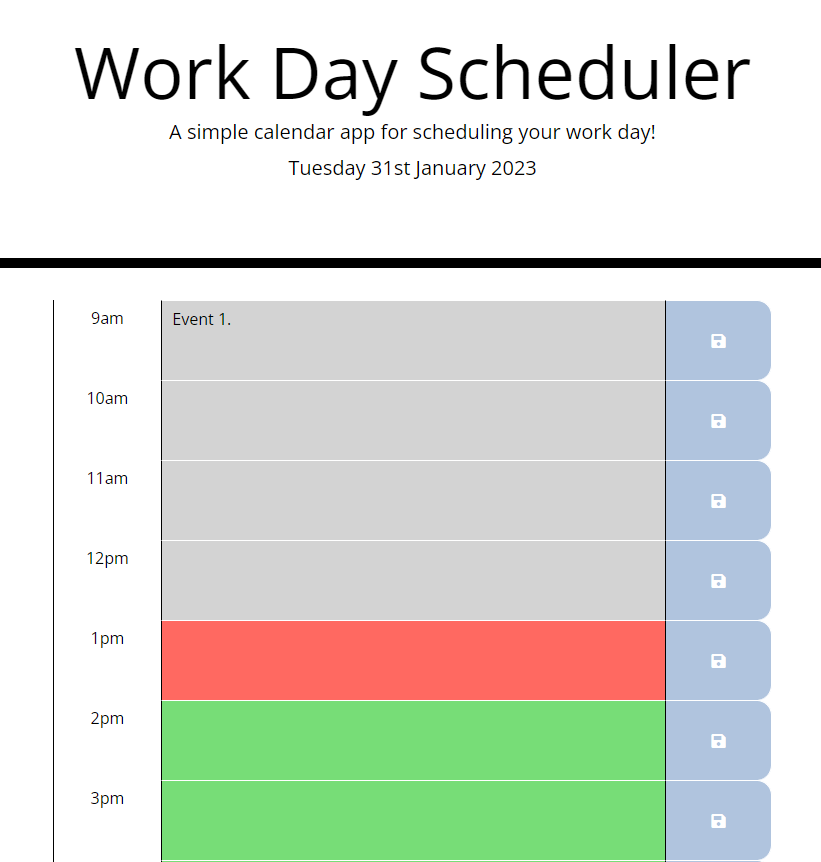 Work Day Scheduler
A simple calendar app for scheduling your work day!
Tuesday 31st January 2023
9am
Event 1.
10am
11am
12pm
1pm
2pm
3pm